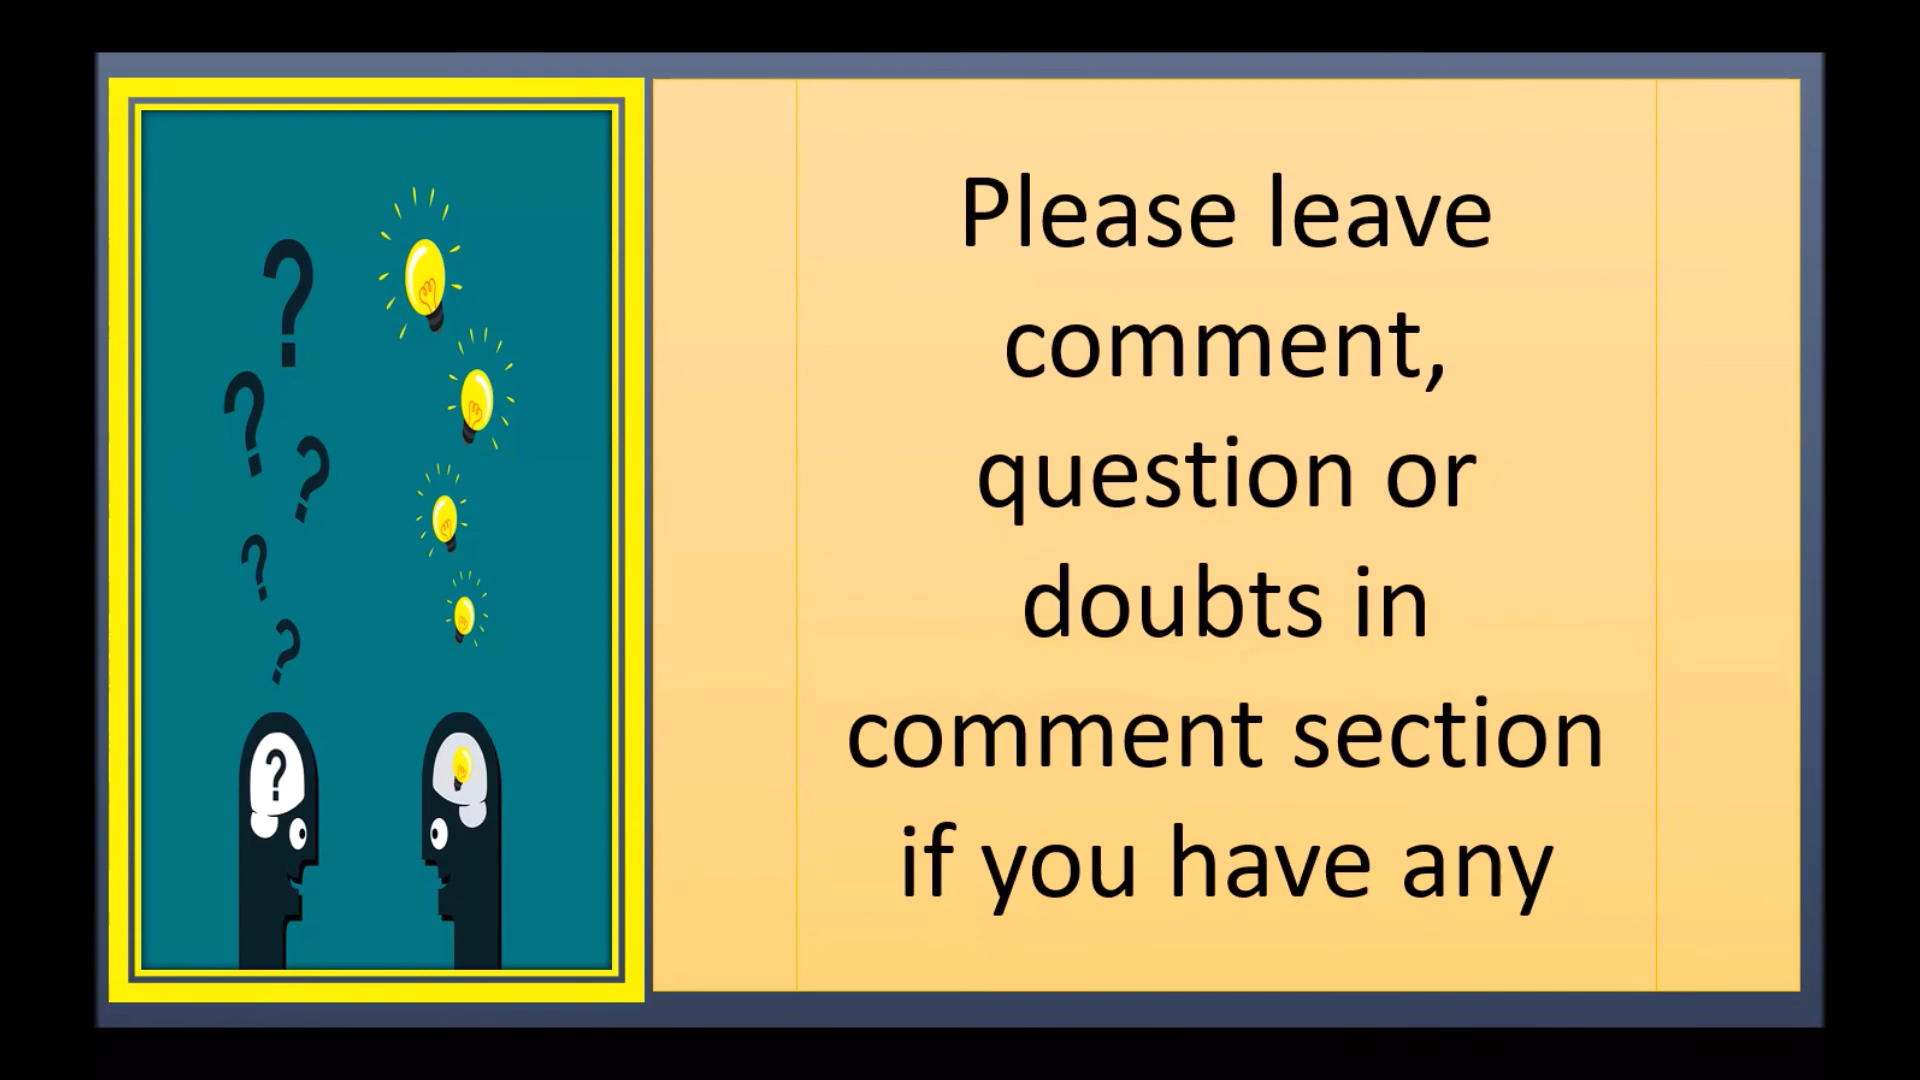 Please leave
comment,
question or
doubts in
comment section
if you have any